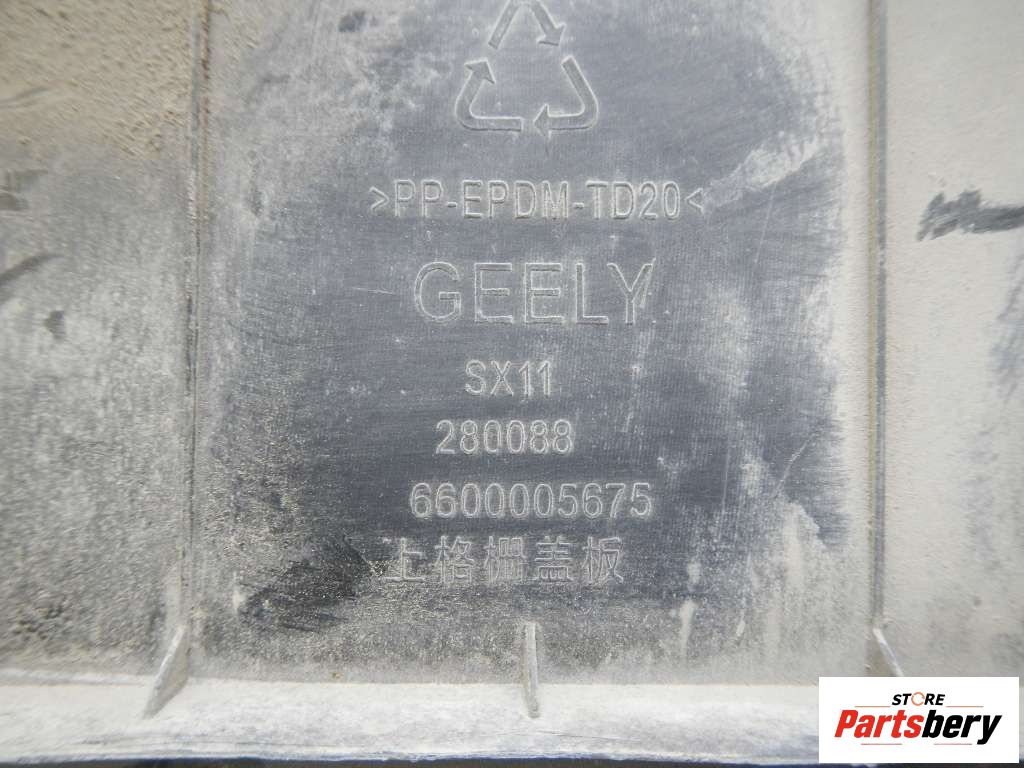 >PP-EPDM-TD20<
GEELY
SX11
280088
6600005675
上格栅盖板
STORE
Partsbery